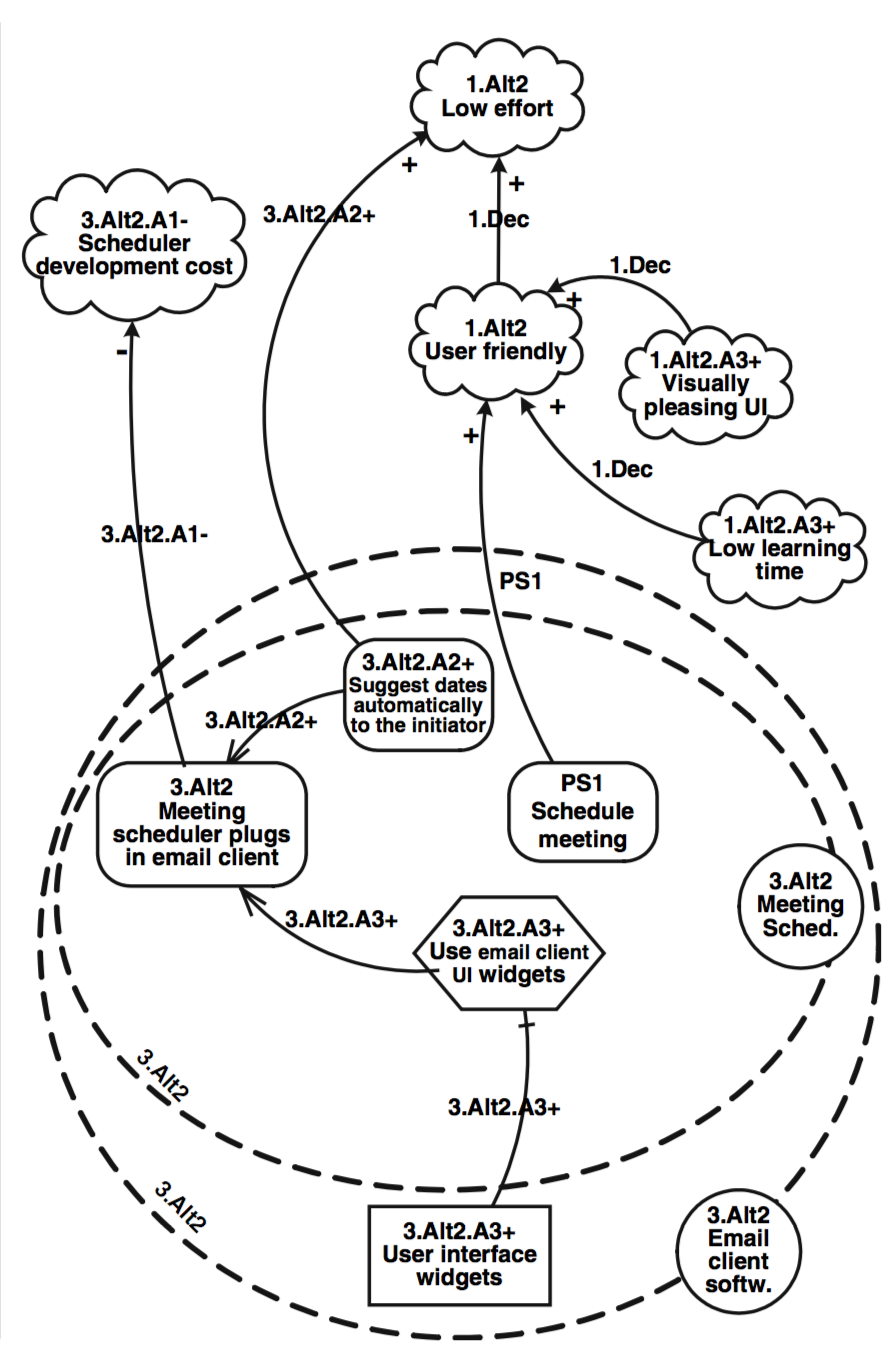 1.Alt2
Low effort
+
+
3.Alt2.A2+
1.Dec
3.Alt2.A1-
Scheduler
development cost
1.Dec
+
1.Alt2
User friendly
-
1.Alt2.A3+
Visually
pleasing UI
+
+
1.Dec
3.Alt2.A1-
1.Alt2.A3+
Low learning
time
PS1
3.Alt2.A2+
Suggest dates
automatically
to the initiator
3.Alt2.A2+
3.Alt2
Meeting
scheduler plugs
in email client
PS1
Schedule
meeting
3.Alt2
Meeting
Sched.
3.Alt2.A3+
3.Alt2.A3+
Use email client
UI widgets
3.Alt2
3.Alt2.A3+
3.Alt2
3.Alt2.A3+
User interface
widgets
3.Alt2
Email
client
softw.